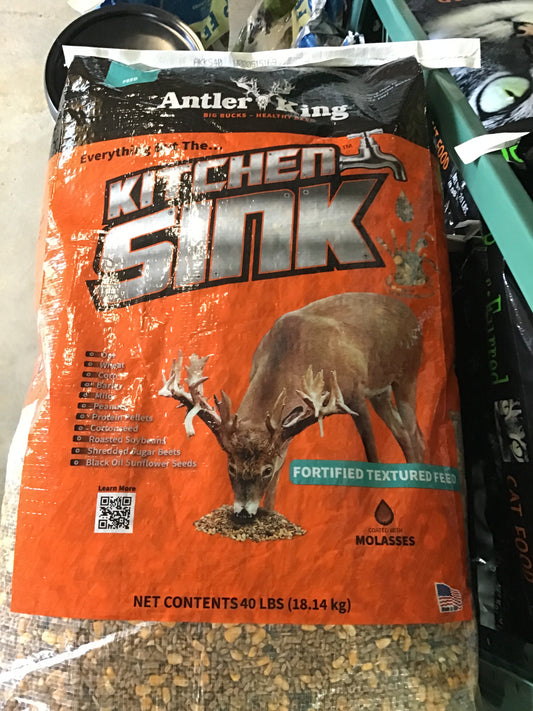 FEED
AKKS40
Antler King
BIG BUCKS - HEALTHY
Everything But The...
KITCHEN
SINK
Oats
Wheat
Corn
Barley
Milo
Peanuts
Protein Pellets
Cottonseed
Roasted Soybeans
Shredded Sugar Beets
Black Oil Sunflower Seeds
Learn More
FORTIFIED TEXTURED FEED
COATED WITH
MOLASSES
NET CONTENTS 40 LBS (18.14 kg)
CAT FOOD